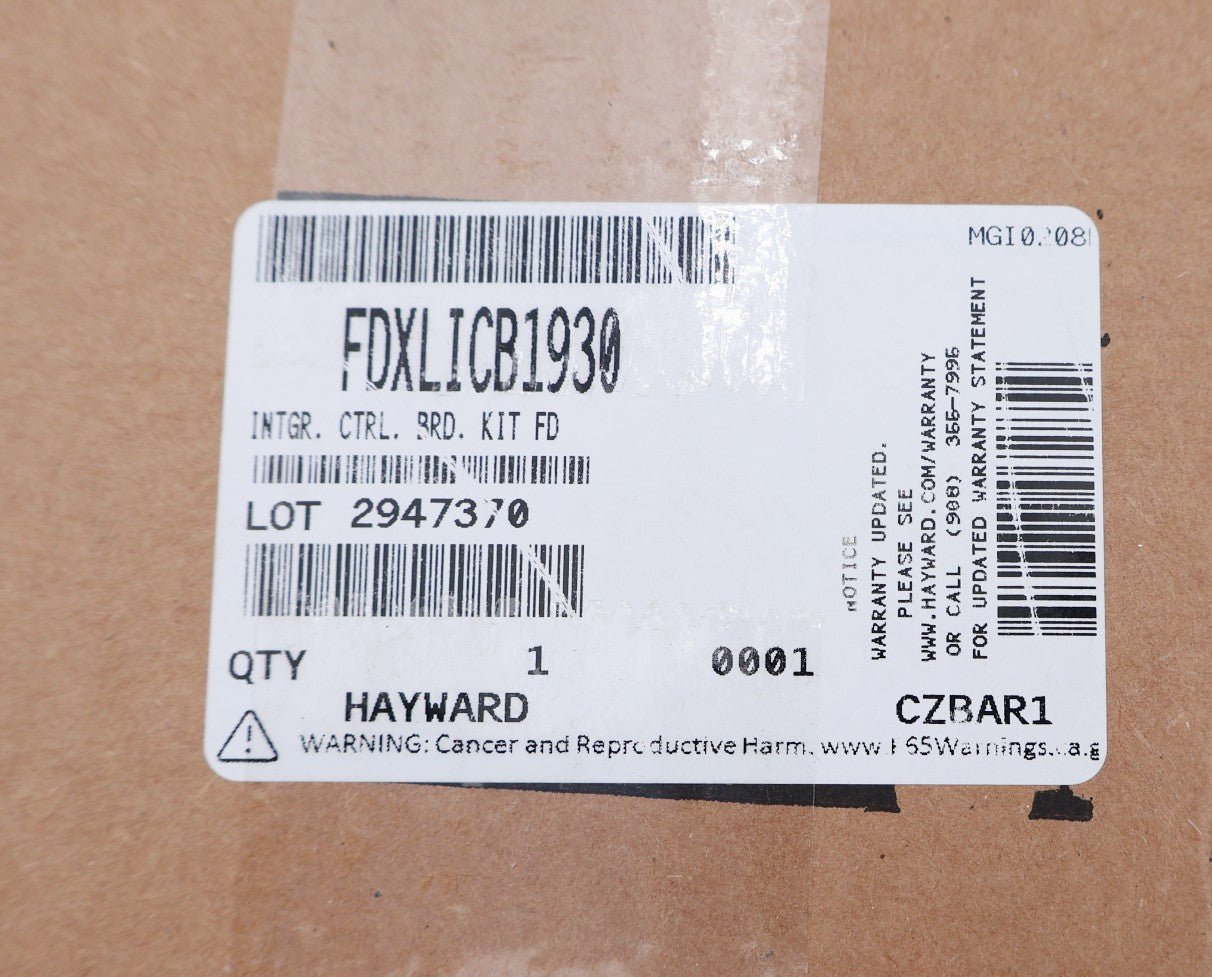 FDXLICB1930
INTGR. CTRL. BRD. KIT FD
LOT 2947370
QTY 1 0001
HAYWARD
CZBAR1
WARNING: Cancer and Reproductive Harm. www.
NOTICE
WARRANTY UPDATED.
PLEASE SEE
WWW.HAYWARD.COM/WARRANTY
OR CALL (908) 355-7995
FOR UPDATED WARRANTY STATEMENT